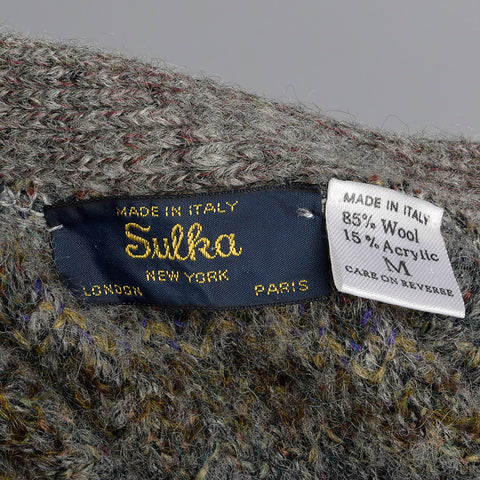 MADE IN ITALY
Sulka
NEW YORK
LONDON PARIS
MADE IN ITALY
85% Wool
15% Acrylic
M
CARE ON REVERSE